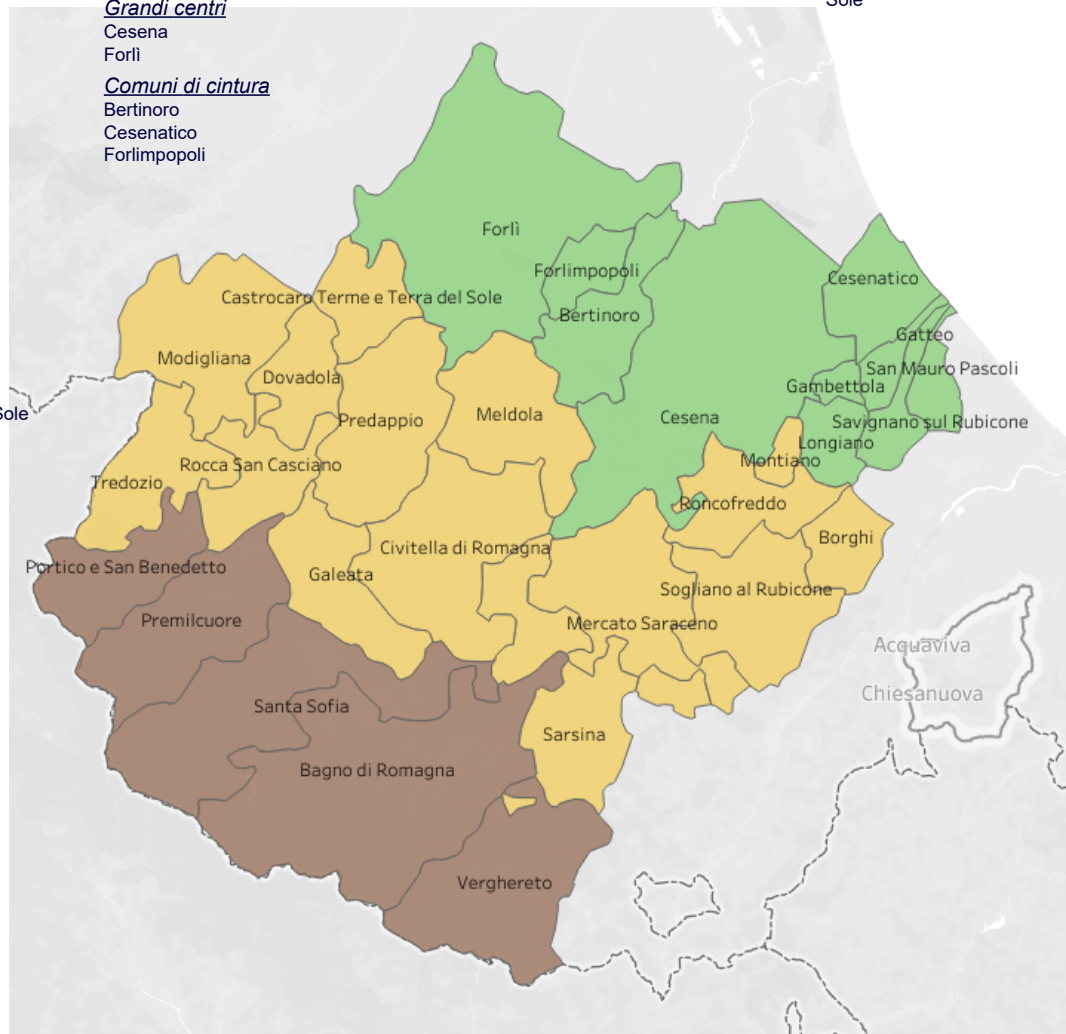 Sole
Grandi centri
Cesena
Forlì
Comuni di cintura
Bertinoro
Cesenatico
Forlimpopoli
Forlì
Forlimpopoli
Cesenatico
Castrocaro Terme e Terra del Sole
Bertinoro
Gatteo
Modigliana
San Mauro Pascoli
Dovadola
Gambettola
Sole
Predappio
Meldola
Cesena
Savignano sul Rubicone
Longiano
Rocca San Casciano
Montiano
Tredozio
Roncofreddo
Borghi
Civitella di Romagna
Portico e San Benedetto
Galeata
Sogliano al Rubicone
Premilcuore
Mercato Saraceno
Acquaviva
Chiesanuova
Santa Sofia
Sarsina
Bagno di Romagna
Verghereto